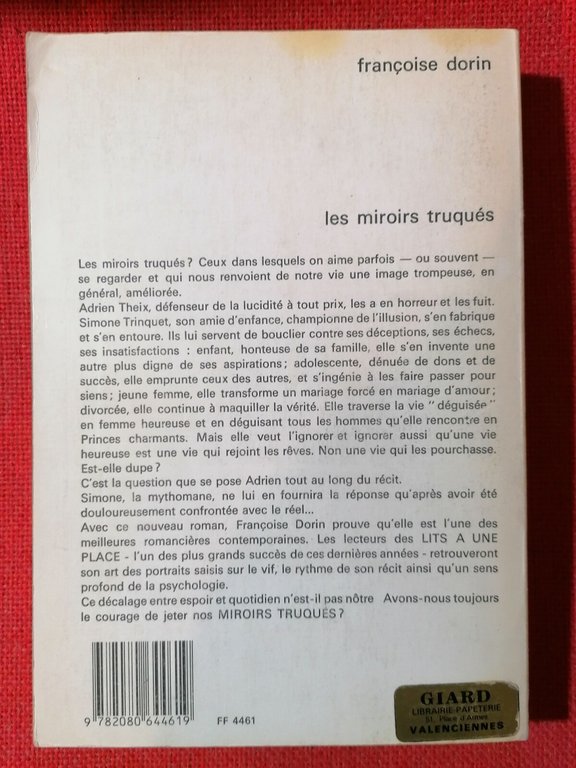 françoise dorin
les miroirs truqués
Les miroirs truqués ? Ceux dans lesquels on aime parfois — ou souvent —
se regarder et qui nous renvoient de notre vie une image trompeuse, en
général, améliorée.
Adrien Theix, défenseur de la lucidité à tout prix, les a en horreur et les fuit.
Simone Trinquet, son amie d'enfance, championne de l'illusion, s'en fabrique
et s'en entoure. Ils lui servent de bouclier contre ses déceptions, ses échecs,
ses insatisfactions : enfant, honteuse de sa famille, elle s'en invente une
autre plus digne de ses aspirations ; adolescente, dénuée de dons et de
succès, elle emprunte ceux des autres, et s'ingénie à les faire passer pour
siens ; jeune femme, elle transforme un mariage forcé en mariage d'amour ;
divorcée, elle continue à maquiller la vérité. Elle traverse la vie "déguisée"
en femme heureuse et en déguisant tous les hommes qu'elle rencontre en
Princes charmants. Mais elle veut l'ignorer et ignorer aussi qu'une vie
heureuse est une vie qui rejoint les rêves. Non une vie qui les pourchasse.
Est-elle dupe ?
C'est la question que se pose Adrien tout au long du récit.
Simone, la mythomane, ne lui en fournira la réponse qu'après avoir été
douloureusement confrontée avec le réel...
Avec ce nouveau roman, Françoise Dorin prouve qu'elle est l'une des
meilleures romancières contemporaines. Les lecteurs des LITS A UNE
PLACE - l'un des plus grands succès de ces dernières années - retrouveront
son art des portraits saisis sur le vif, le rythme de son récit ainsi qu'un sens
profond de la psychologie.
Ce décalage entre espoir et quotidien n'est-il pas nôtre Avons-nous toujours
le courage de jeter nos MIROIRS TRUQUÉS ?
9 782080 644619
FF 4461
GIARD
LIBRAIRIE PAPETERIE
51, Place d'Armes
VALENCIENNES